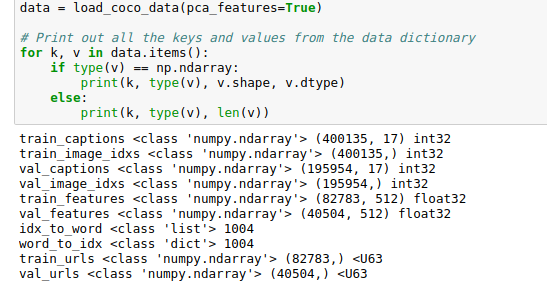 data = load_coco_data(pca_features=True)
# Print out all the keys and values from the data dictionary
for k, v in data.items():
    if type(v) == np.ndarray:
        print(k, type(v), v.shape, v.dtype)
    else:
        print(k, type(v), len(v))
train_captions <class 'numpy.ndarray'> (400135, 17) int32
train_image_idxs <class 'numpy.ndarray'> (400135,) int32
val_captions <class 'numpy.ndarray'> (195954, 17) int32
val_image_idxs <class 'numpy.ndarray'> (195954,) int32
train_features <class 'numpy.ndarray'> (82783, 512) float32
val_features <class 'numpy.ndarray'> (40504, 512) float32
idx_to_word <class 'list'> 1004
word_to_idx <class 'dict'> 1004
train_urls <class 'numpy.ndarray'> (82783,) <U63
val_urls <class 'numpy.ndarray'> (40504,) <U63